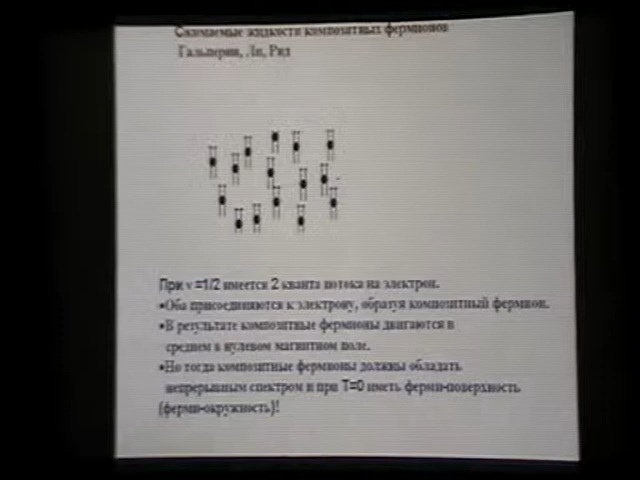 Сжимаемые жидкости композитных фермионов
Гальперин, Ли, Рид
При ν =1/2 имеется 2 кванта потока на электрон.
•Оба присоединяются к электрону, образуя композитный фермион.
•В результате композитные фермионы двигаются в
среднем в нулевом магнитном поле.
•Но тогда композитные фермионы должны обладать
непрерывным спектром и при T=0 иметь ферми-поверхность
(ферми-окружность)!